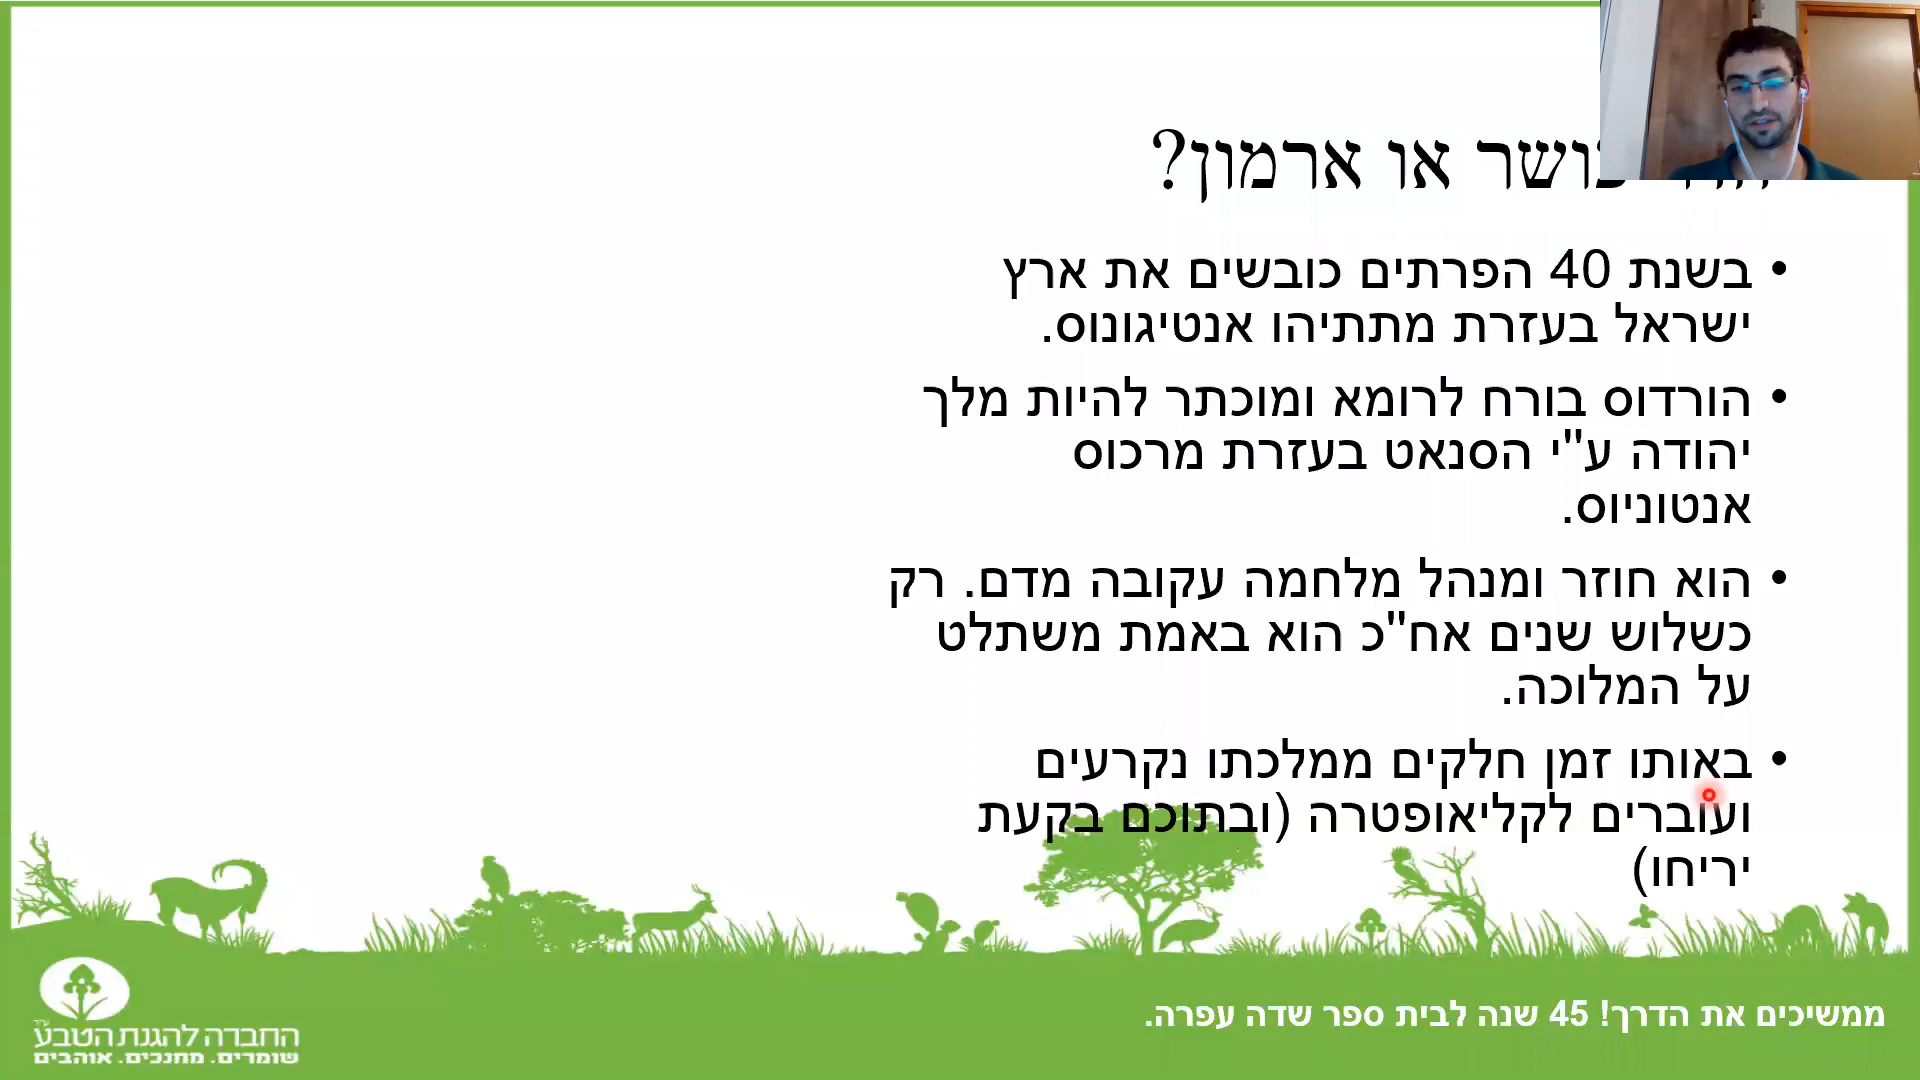 כושר או ארמון?
• בשנת 40 הפרתים כובשים את ארץ
ישראל בעזרת מתתיהו אנטיגונוס.
• הורדוס בורח לרומא ומוכתר להיות מלך
יהודה ע"י הסנאט בעזרת מרכוס
אנטוניוס.
• הוא חוזר ומנהל מלחמה עקובה מדם. רק
כשלוש שנים אח"כ הוא באמת משתלט
על המלוכה.
• באותו זמן חלקים ממלכתו נקרעים
ועוברים לקליאופטרה (ובתוכם בקעת
יריחו)
ממשיכים את הדרך! 45 שנה לבית ספר שדה עפרה.
החברה להגנת הטבע
שומרים. מחנכים. אוהבים